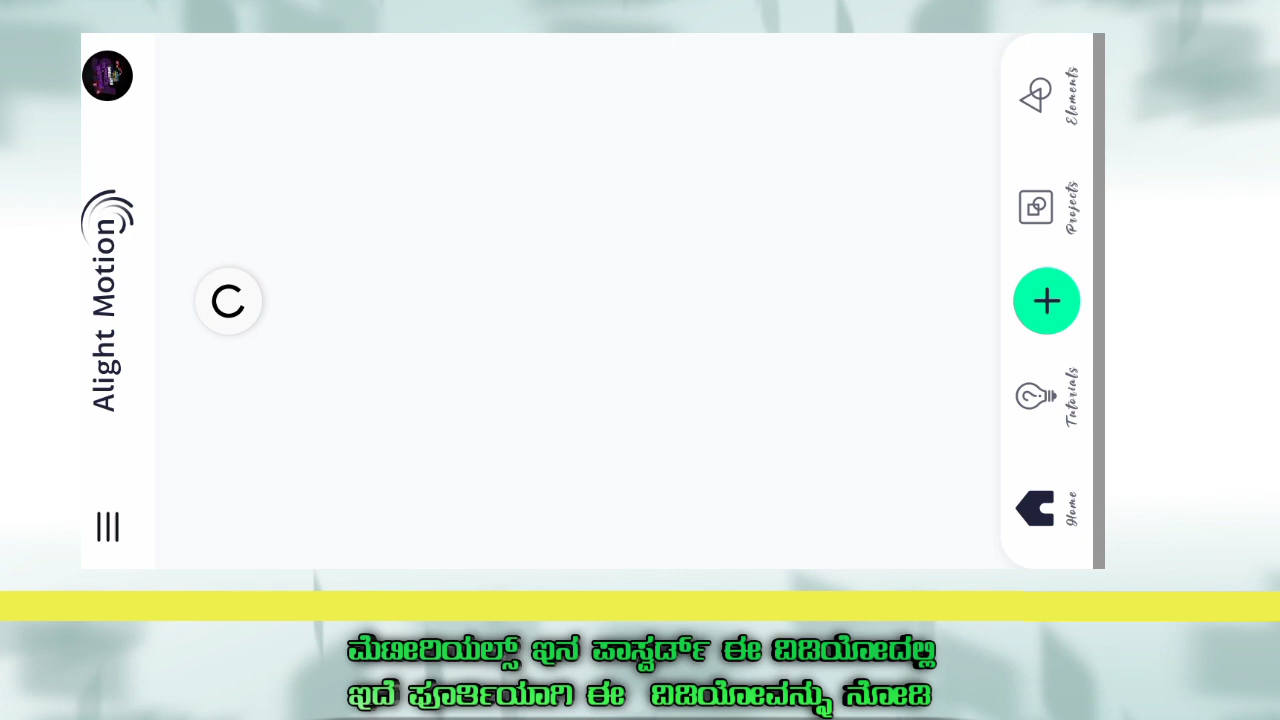 Alight Motion
Elements
Projects
Tutorials
Home
ಮೆಟೀರಿಯಲ್ಸ್ ಇನ ಪಾಸ್ವರ್ಡ್ ಈ ವಿಡಿಯೋದಲ್ಲಿ
ಇದೆ ಪೂರ್ತಿಯಾಗಿ ಈ ವಿಡಿಯೋವನ್ನು ನೋಡಿ